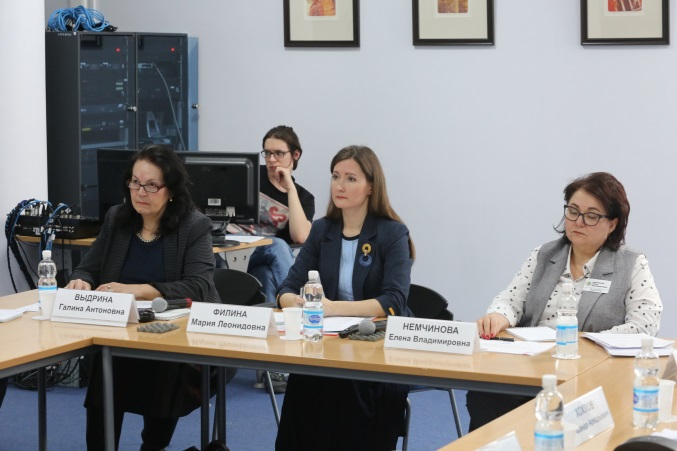 ВЫДРИНА
Галина Антоновна
ФИЛИНА
Мария Леонидовна
НЕМЧИНОВА
Елена Владимировна